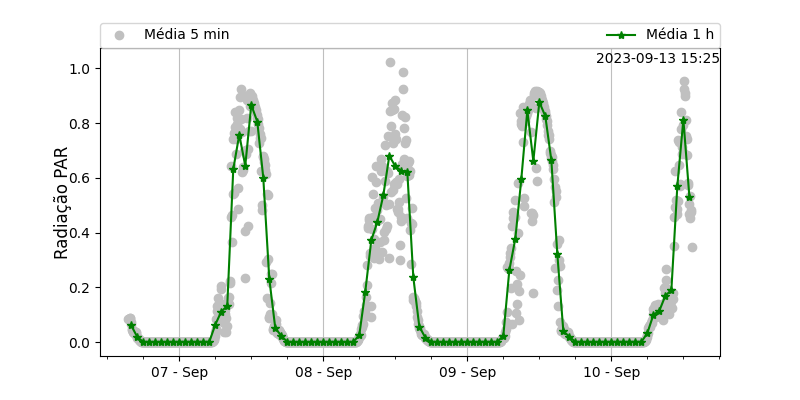 Média 5 min
Média 1 h
2023-09-13 15:25
1.0
0.8
0.6
0.4
0.2
0.0
Radiação PAR
07 - Sep
08 - Sep
09 - Sep
10 - Sep